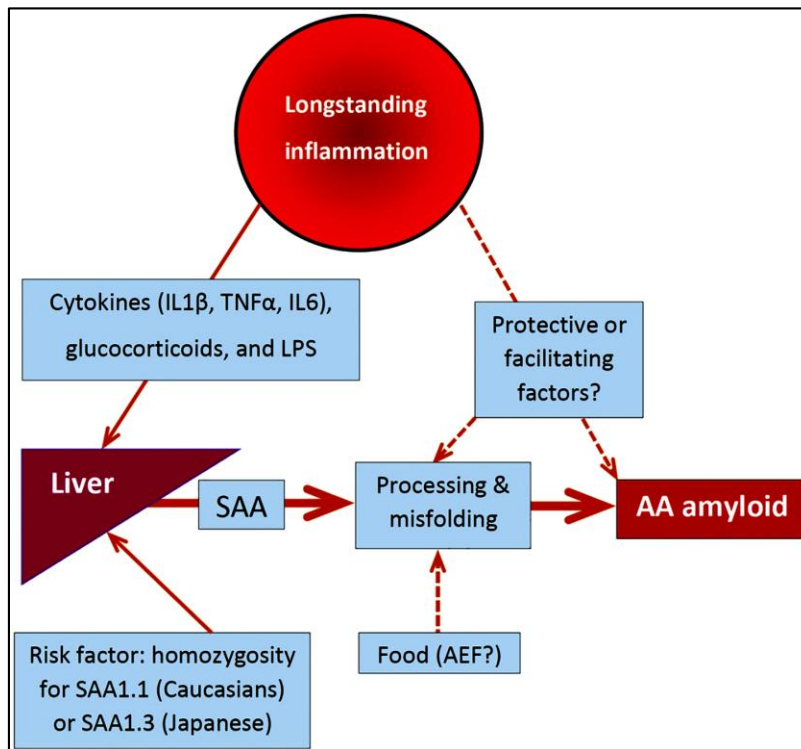 Longstanding
inflammation
Cytokines (IL1β, TNFα, IL6),
glucocorticoids, and LPS
Protective or
facilitating
factors?
Liver
SAA
Processing &
misfolding
AA amyloid
Risk factor: homozygosity
for SAA1.1 (Caucasians)
or SAA1.3 (Japanese)
Food (AEF?)